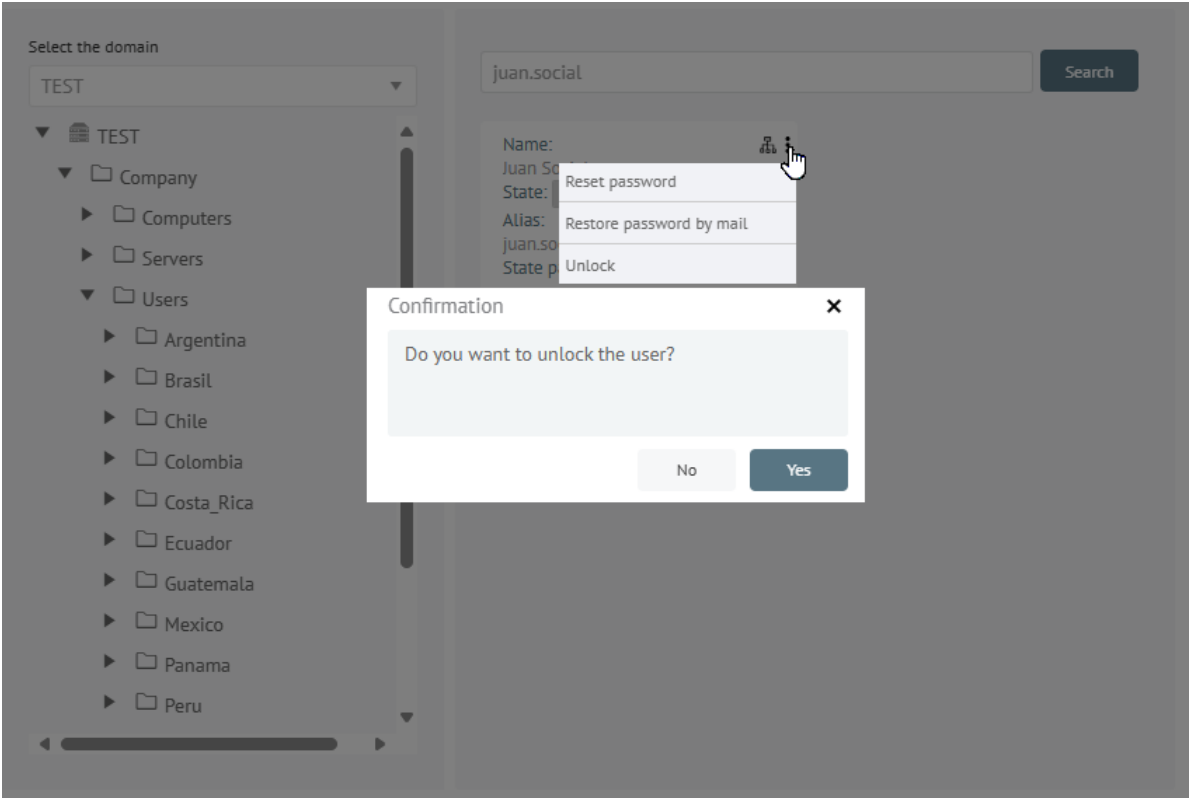 Select the domain
TEST
TEST
Company
Computers
Servers
Users
Argentina
Brasil
Chile
Colombia
Costa_Rica
Ecuador
Guatemala
Mexico
Panama
Peru
juan.social
Search
Name:
Juan
State:
Alias:
State
Reset password
Restore password by mail
Unlock
Confirmation
Do you want to unlock the user?
No
Yes